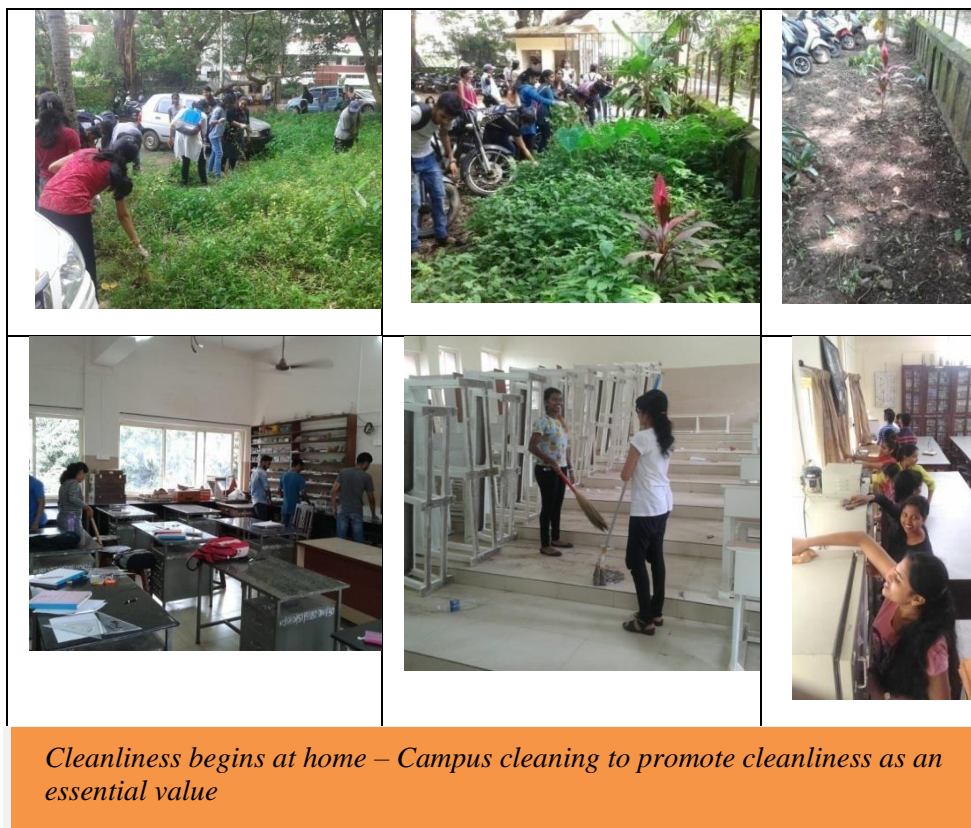 Cleanliness begins at home – Campus cleaning to promote cleanliness as an
essential value